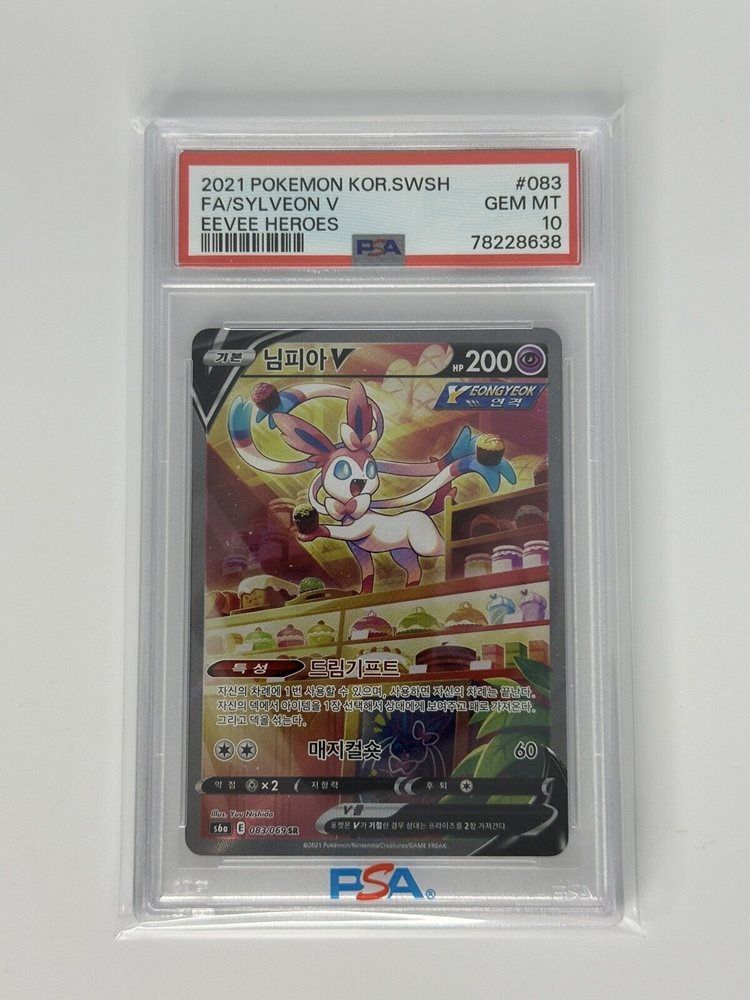 2021 POKEMON KOR.SWSH #083
FA/SYLVEON V GEM MT
EEVEE HEROES 10
PSA 78228638
기본 님피아V HP 200
YEONGYEOK
연격
특성 드림기프트
자신의 차례에 1번 사용할 수 있으며, 사용하면 자신의 차례는 끝난다.
자신의 덱에서 아이템을 1장 선택해서 상대에게 보여주고 패로 가져온다.
그리고 덱을 섞는다.
매지컬숏 60
약점 ×2 저항력 후퇴
Illus. You Nishida
V룰
s6a E 083/069 SR
포켓몬 V가 기절한 경우 상대는 프라이즈를 2장 가져간다.
©2021 Pokémon/Nintendo/Creatures/GAME FREAK.
PSA®
PSA